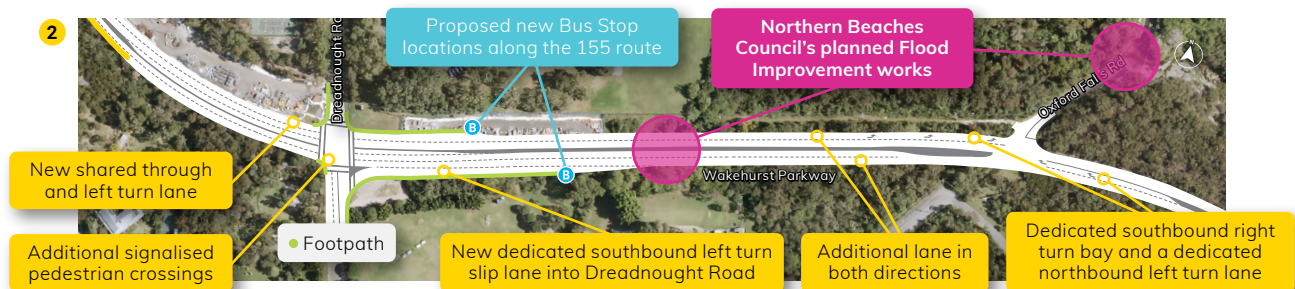 2
Dreadnought Rd
Proposed new Bus Stop
locations along the 155 route
Northern Beaches
Council's planned Flood
Improvement works
N
Oxford Falls Rd
B
B
Wakehurst Parkway
New shared through
and left turn lane
Additional signalised
pedestrian crossings
Footpath
New dedicated southbound left turn
slip lane into Dreadnought Road
Additional lane in
both directions
Dedicated southbound right
turn bay and a dedicated
northbound left turn lane